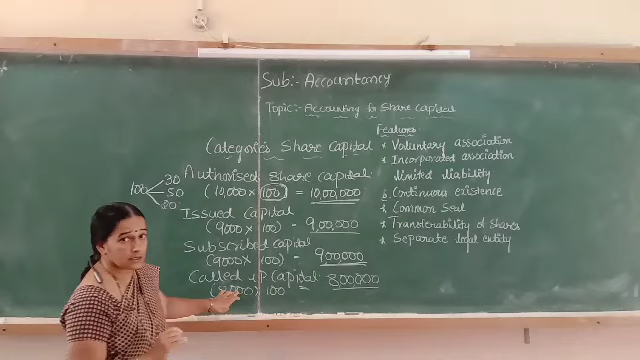 Sub:- Accountancy
Topic:- Accounting for Share Capital
Categories Share Capital
Authorised Share capital.
(10,000 × 100) = 10,00,000
100
30
50
20
Issued Capital
(9000 × 100) - 9,00,000
Subscribed capital
(9000 × 100) - 900000
Called up Capital 800000
(8000 × 100
Features
* Voluntary association
* Incorporated association
limited liability
Continuous existence
* Common Seal
* Transferability of shares
* Separate legal entity